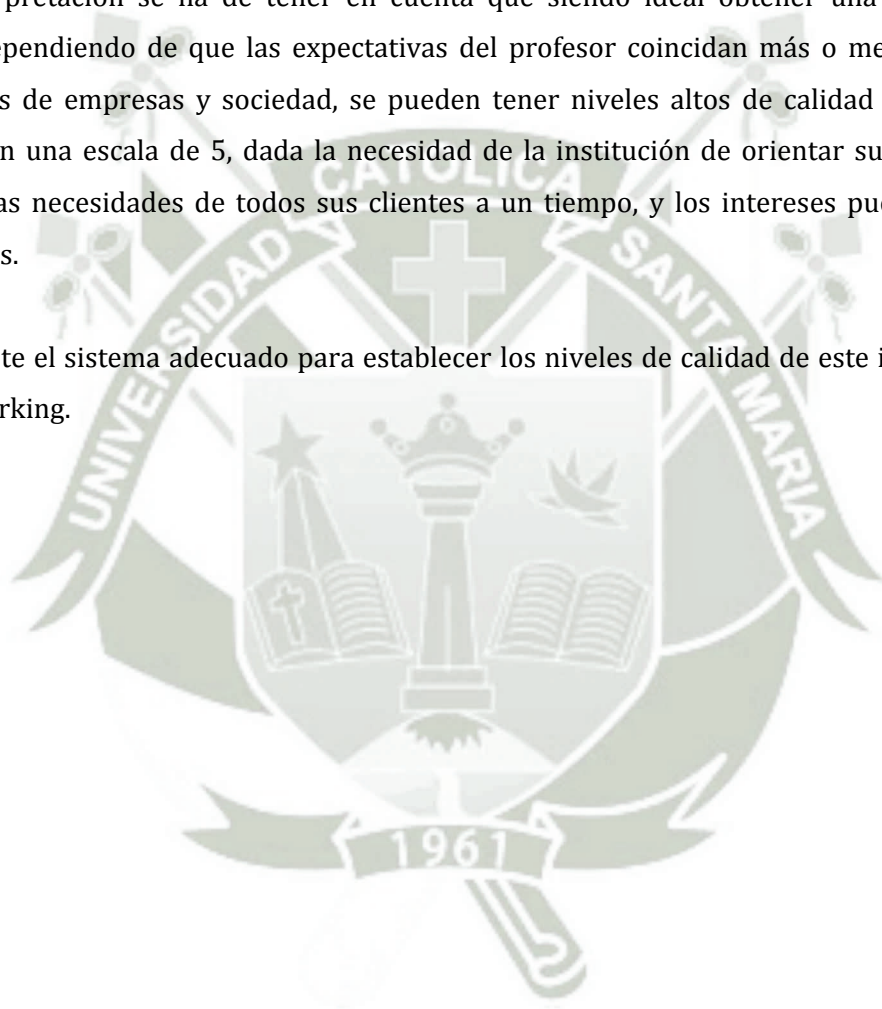 pretación se ha de tener en cuenta que siendo ideal obtener una
ependiendo de que las expectativas del profesor coincidan más o me
s de empresas y sociedad, se pueden tener niveles altos de calidad
n una escala de 5, dada la necesidad de la institución de orientar su
as necesidades de todos sus clientes a un tiempo, y los intereses pue
s.
te el sistema adecuado para establecer los niveles de calidad de este i
rking.
UNIVERSIDAD CATOLICA SANTA MARIA
1961